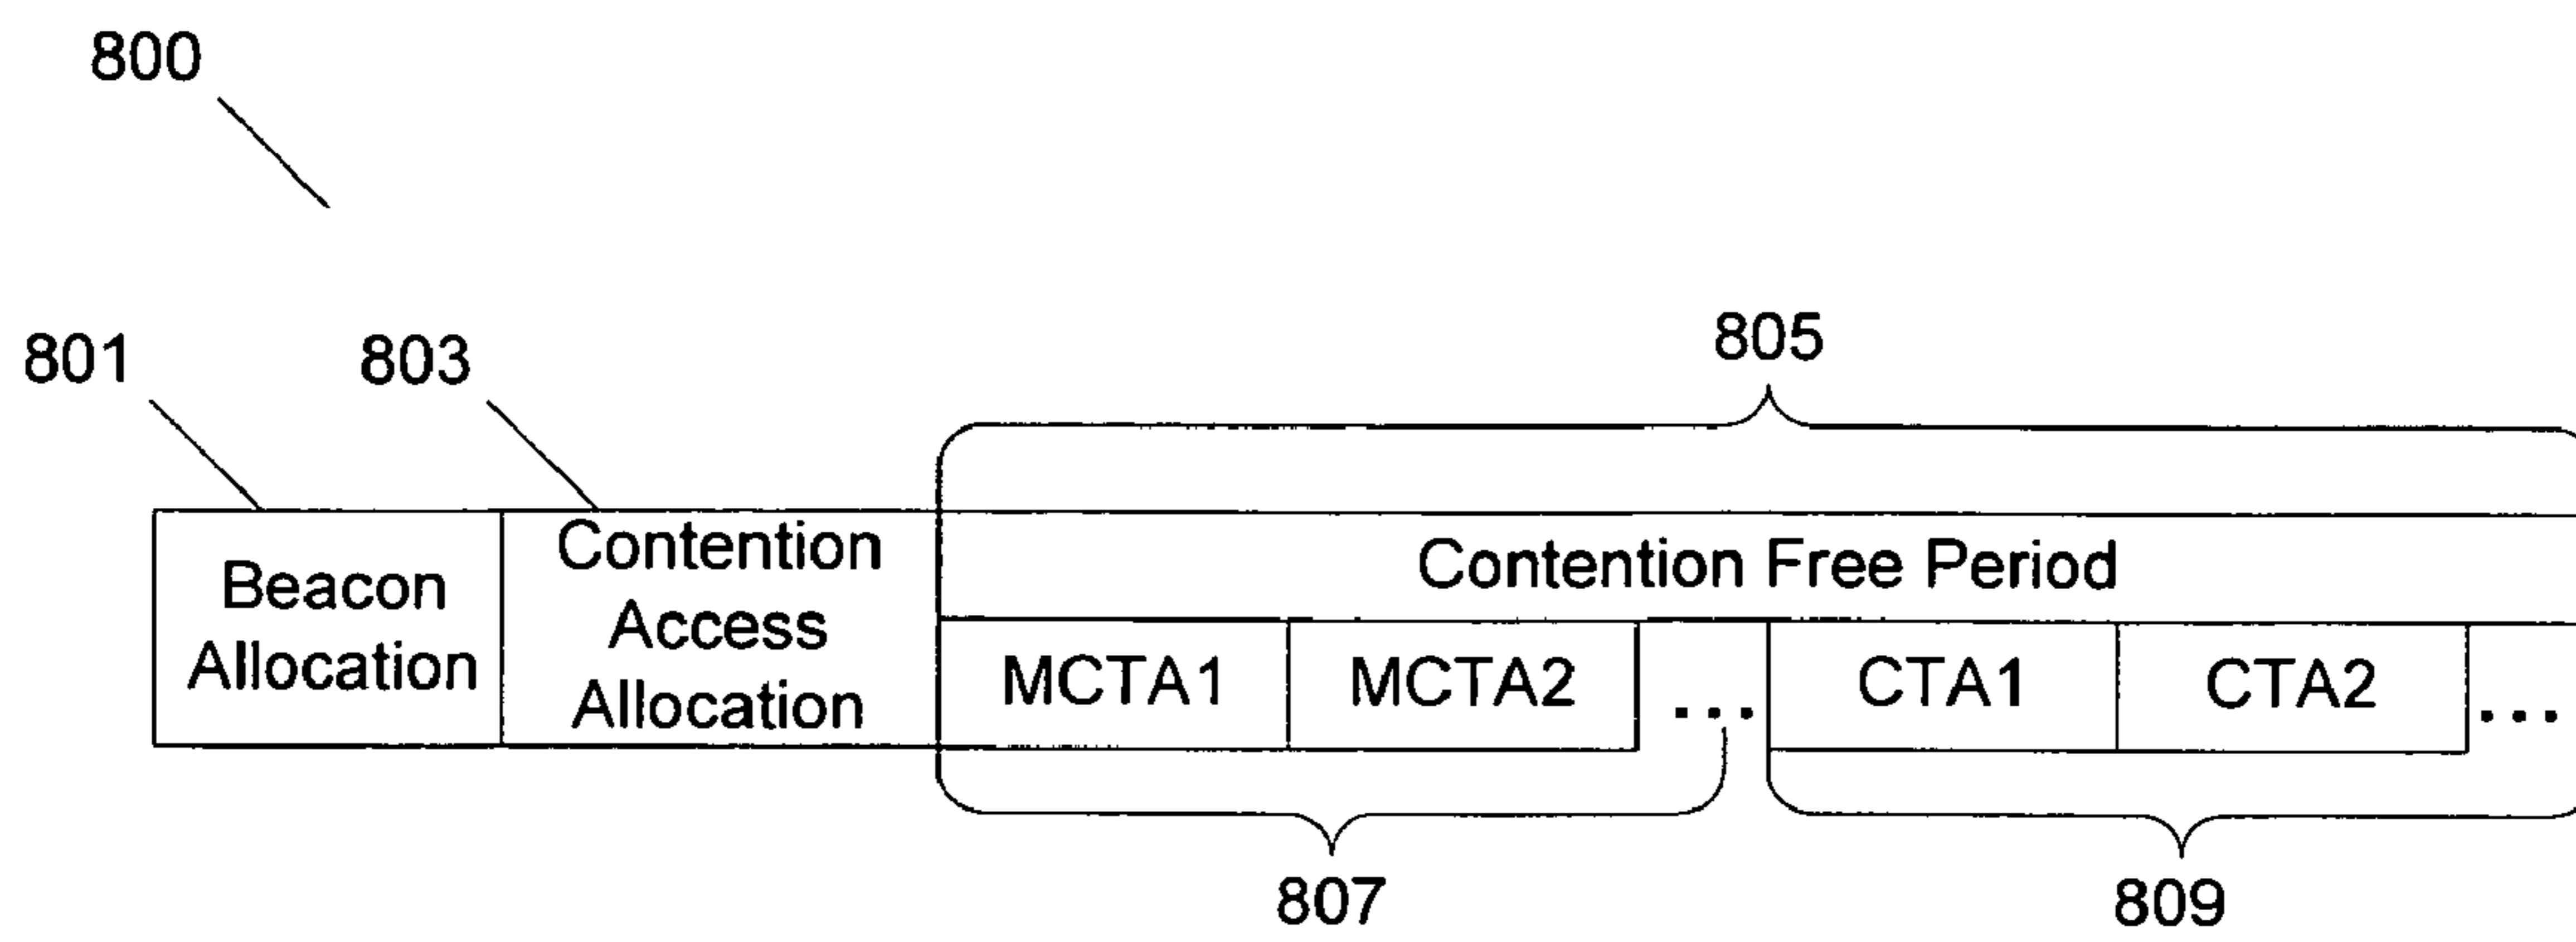 800
801
803
805
Beacon
Allocation
Contention
Access
Allocation
Contention Free Period
MCTA1
MCTA2
...
CTA1
CTA2
...
807
809